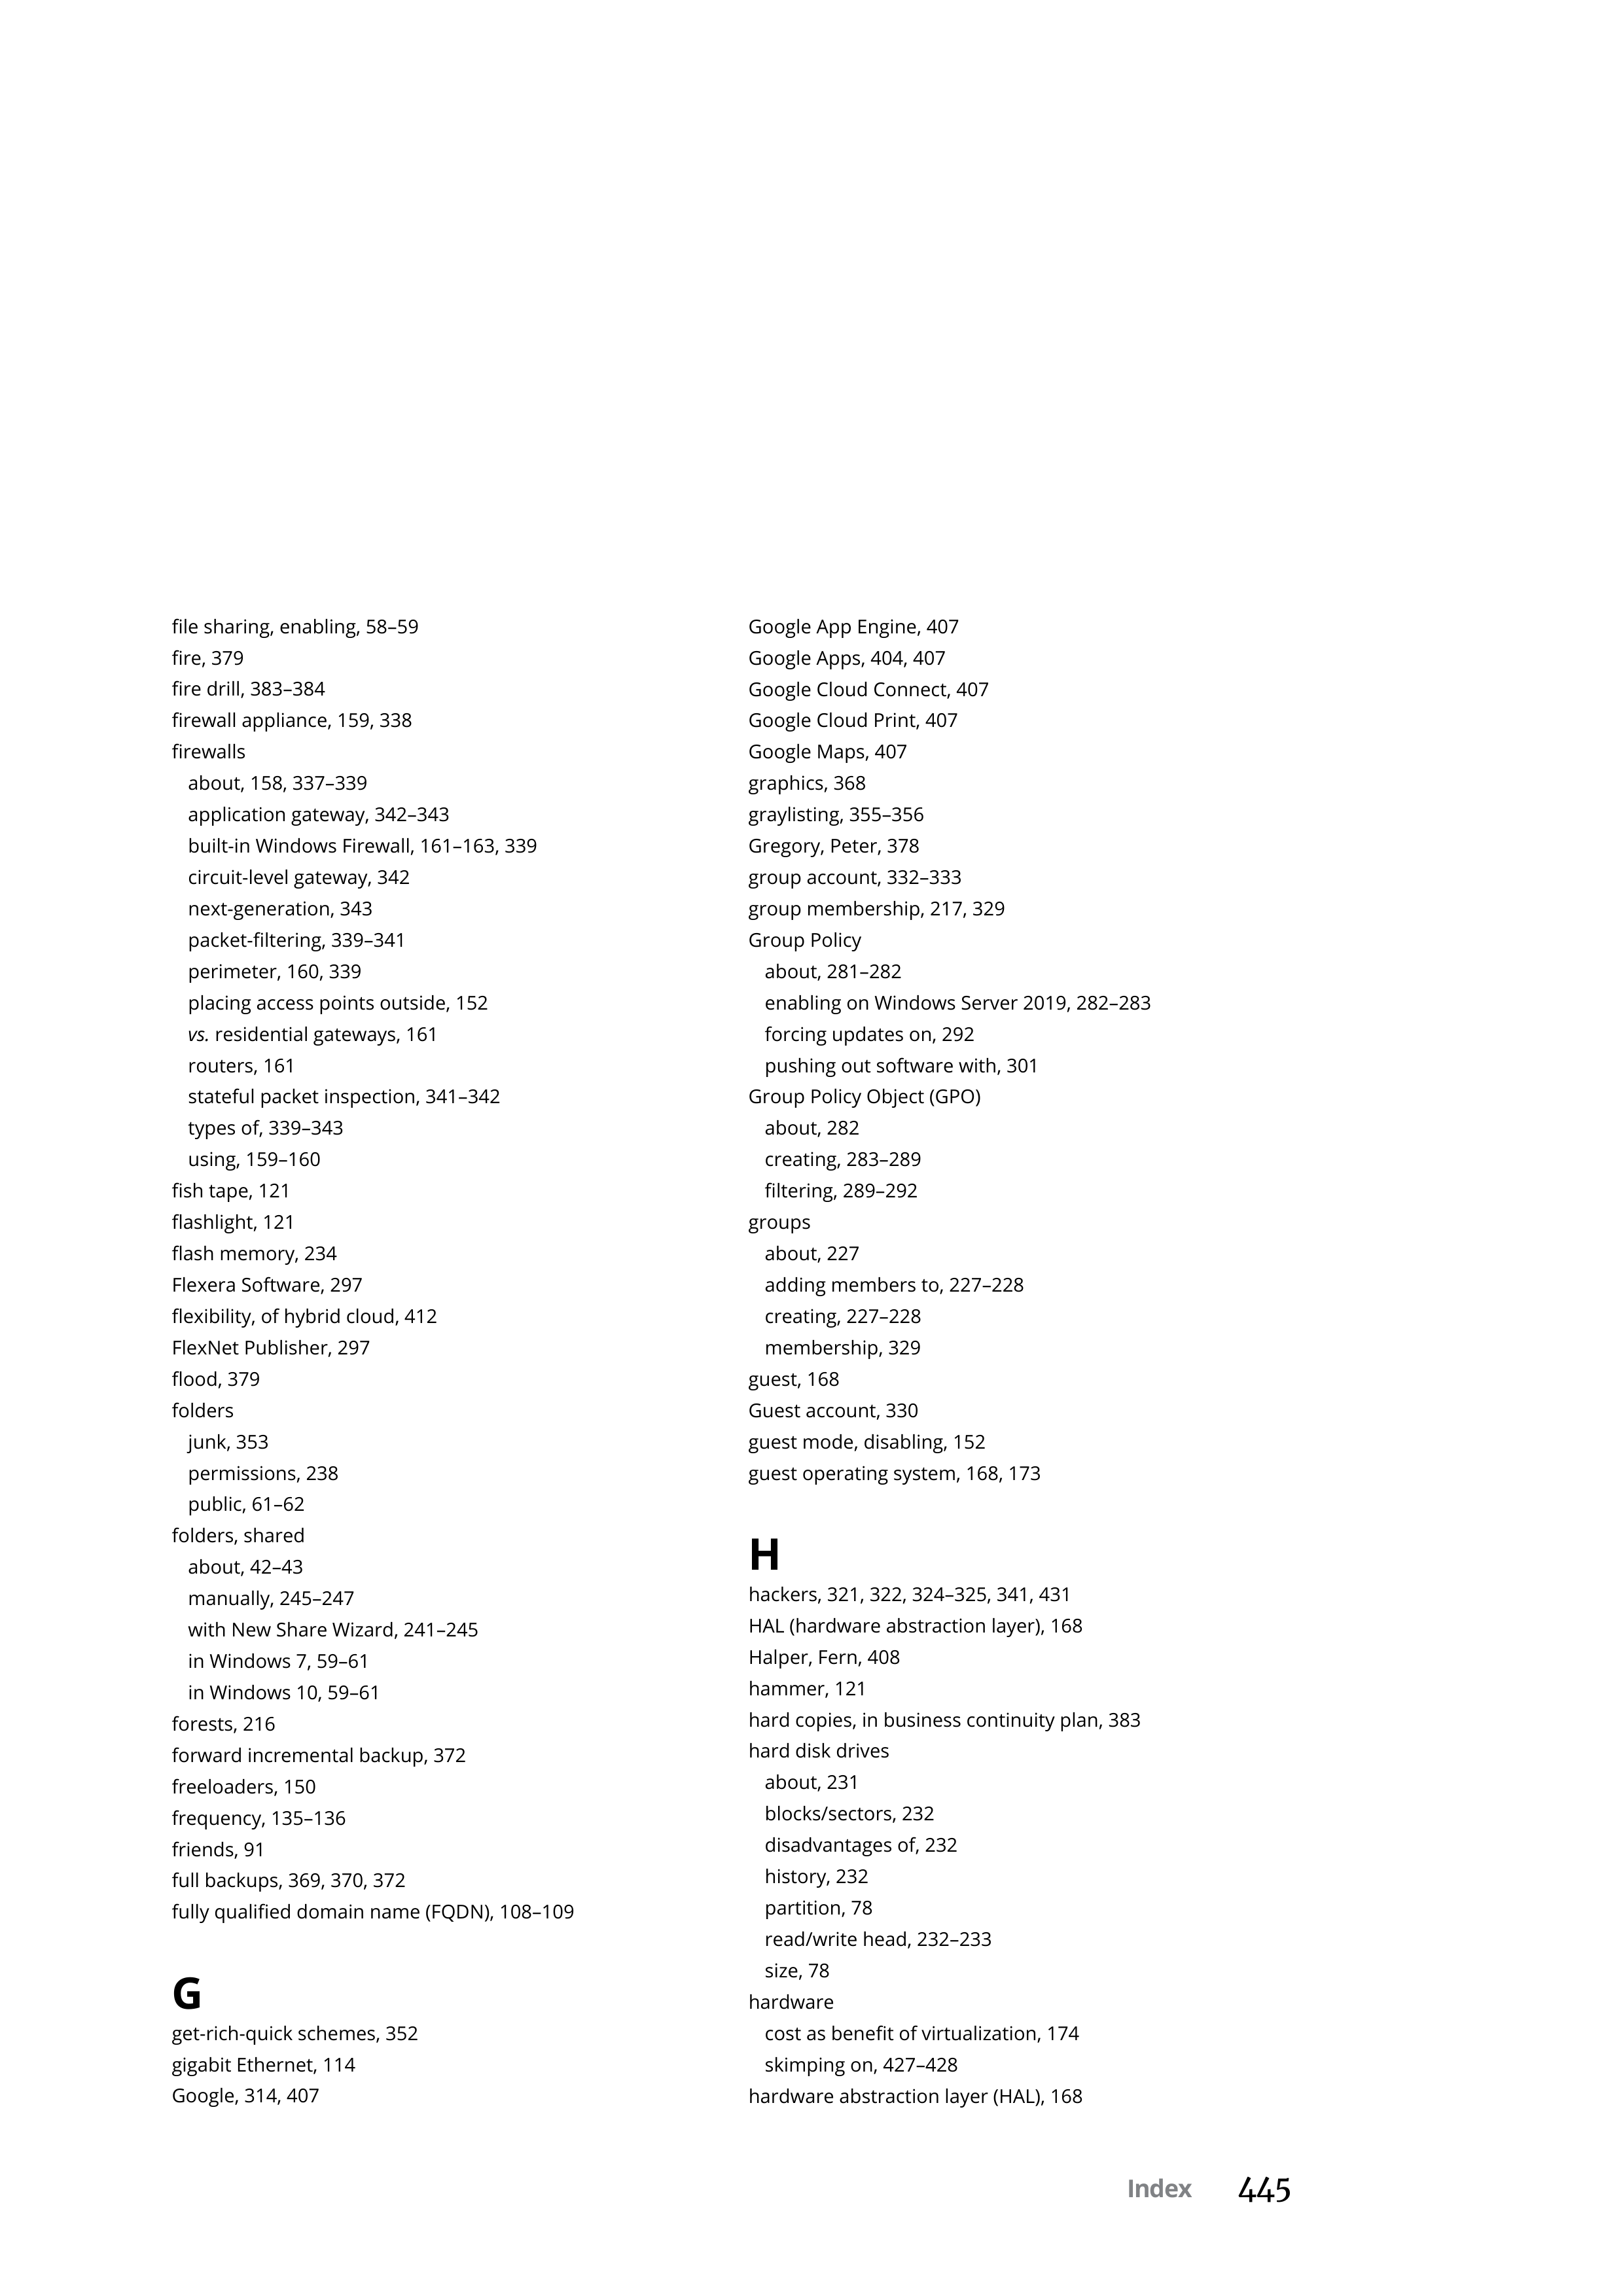 file sharing, enabling, 58–59
fire, 379
fire drill, 383–384
firewall appliance, 159, 338
firewalls
about, 158, 337–339
application gateway, 342–343
built-in Windows Firewall, 161–163, 339
circuit-level gateway, 342
next-generation, 343
packet-filtering, 339–341
perimeter, 160, 339
placing access points outside, 152
vs. residential gateways, 161
routers, 161
stateful packet inspection, 341–342
types of, 339–343
using, 159–160
fish tape, 121
flashlight, 121
flash memory, 234
Flexera Software, 297
flexibility, of hybrid cloud, 412
FlexNet Publisher, 297
flood, 379
folders
junk, 353
permissions, 238
public, 61–62
folders, shared
about, 42–43
manually, 245–247
with New Share Wizard, 241–245
in Windows 7, 59–61
in Windows 10, 59–61
forests, 216
forward incremental backup, 372
freeloaders, 150
frequency, 135–136
friends, 91
full backups, 369, 370, 372
fully qualified domain name (FQDN), 108–109
G
get-rich-quick schemes, 352
gigabit Ethernet, 114
Google, 314, 407
Google App Engine, 407
Google Apps, 404, 407
Google Cloud Connect, 407
Google Cloud Print, 407
Google Maps, 407
graphics, 368
graylisting, 355–356
Gregory, Peter, 378
group account, 332–333
group membership, 217, 329
Group Policy
about, 281–282
enabling on Windows Server 2019, 282–283
forcing updates on, 292
pushing out software with, 301
Group Policy Object (GPO)
about, 282
creating, 283–289
filtering, 289–292
groups
about, 227
adding members to, 227–228
creating, 227–228
membership, 329
guest, 168
Guest account, 330
guest mode, disabling, 152
guest operating system, 168, 173
H
hackers, 321, 322, 324–325, 341, 431
HAL (hardware abstraction layer), 168
Halper, Fern, 408
hammer, 121
hard copies, in business continuity plan, 383
hard disk drives
about, 231
blocks/sectors, 232
disadvantages of, 232
history, 232
partition, 78
read/write head, 232–233
size, 78
hardware
cost as benefit of virtualization, 174
skimping on, 427–428
hardware abstraction layer (HAL), 168
Index 445